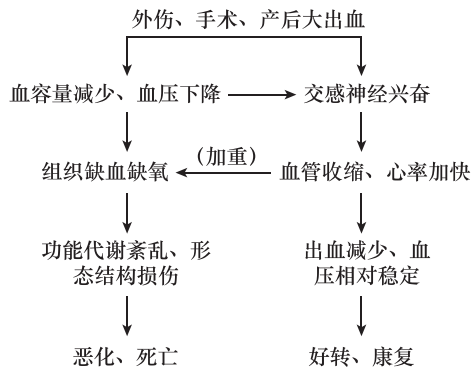 外伤、手术、产后大出血
血容量减少、血压下降
交感神经兴奋
组织缺血缺氧
(加重)
血管收缩、心率加快
功能代谢紊乱、形
态结构损伤
出血减少、血
压相对稳定
恶化、死亡
好转、康复